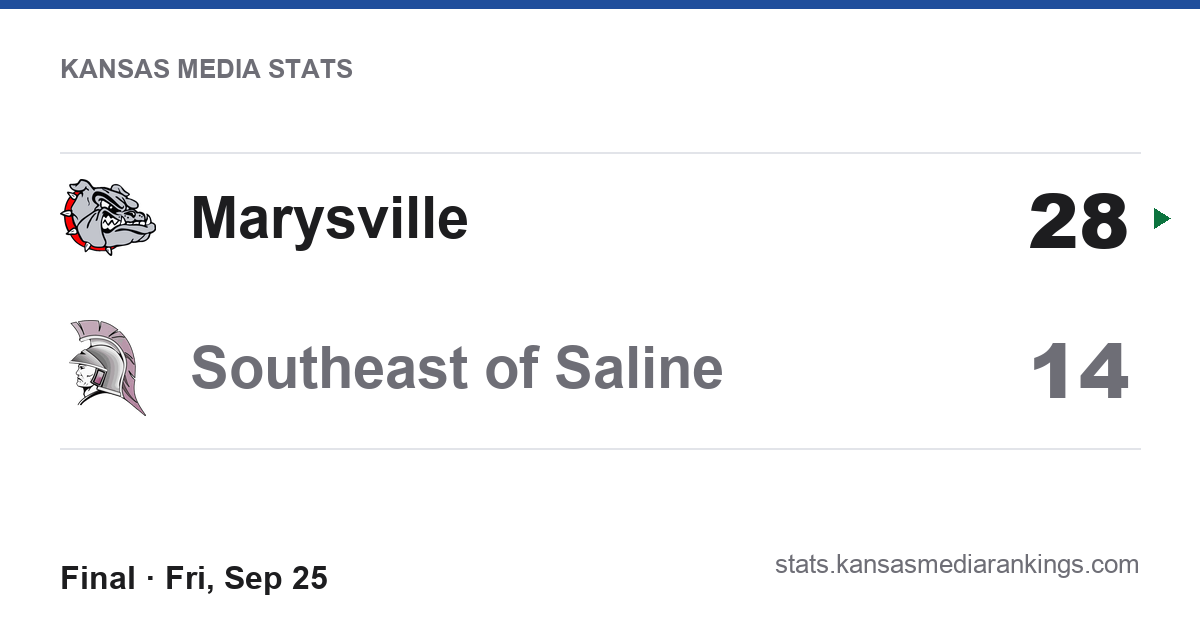 KANSAS MEDIA STATS
Marysville 28
Southeast of Saline 14
Final · Fri, Sep 25
stats.kansasmediarankings.com